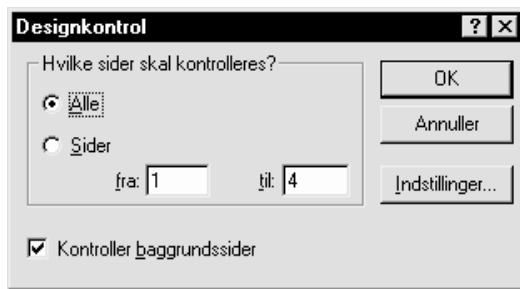 Designkontrol
Hvilke sider skal kontrolleres?
Alle
Sider
fra: 1 til: 4
Kontroller baggrundssider
OK
Annuller
Indstillinger...